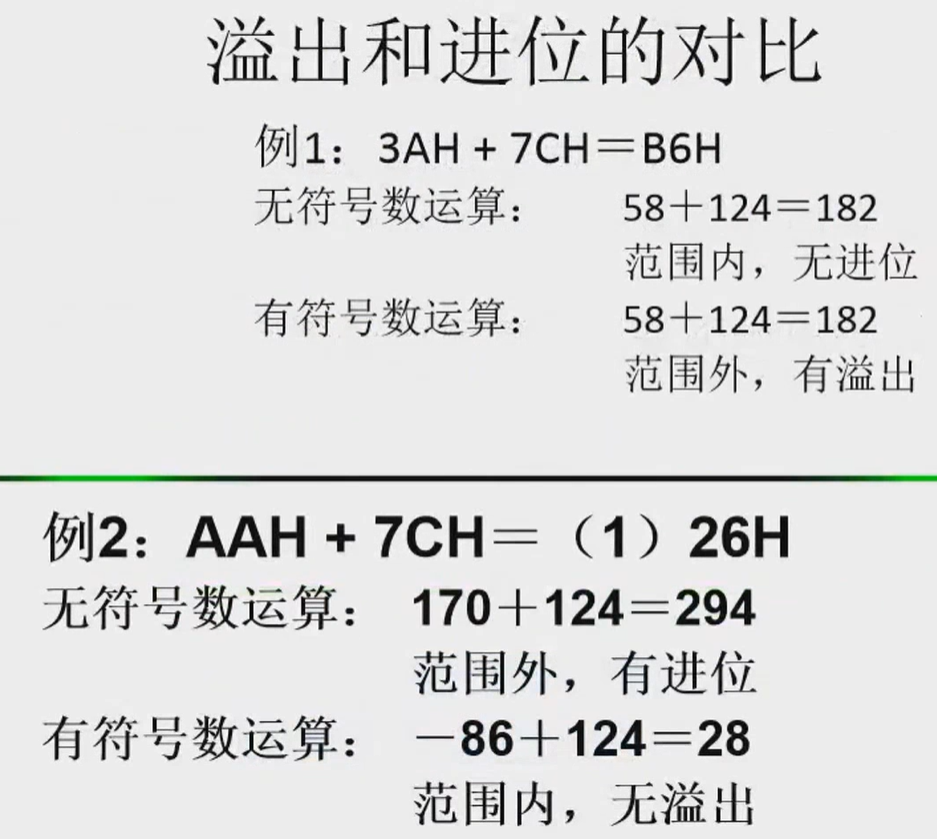 溢出和进位的对比
例1： 3AH + 7CH＝B6H
无符号数运算： 58＋124＝182
范围内，无进位
有符号数运算： 58＋124＝182
范围外，有溢出
例2：AAH + 7CH＝（1）26H
无符号数运算： 170＋124＝294
范围外，有进位
有符号数运算： －86＋124＝28
范围内，无溢出